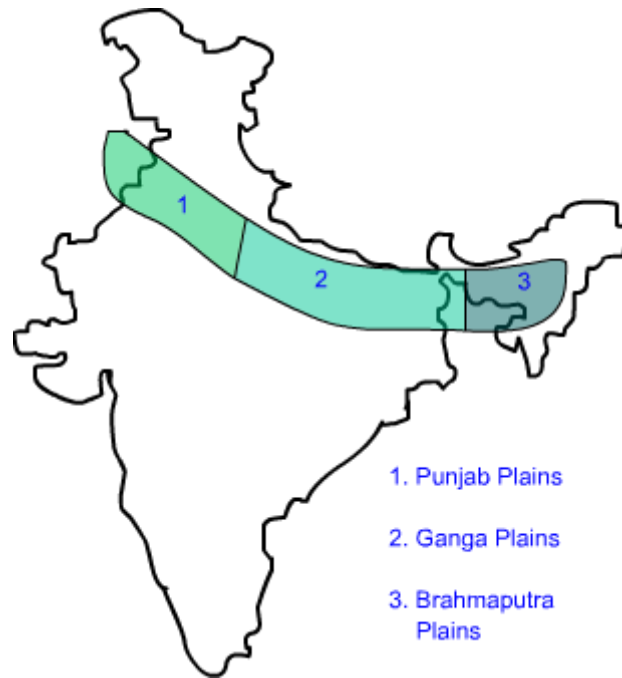 1
2
3
1. Punjab Plains
2. Ganga Plains
3. Brahmaputra
Plains